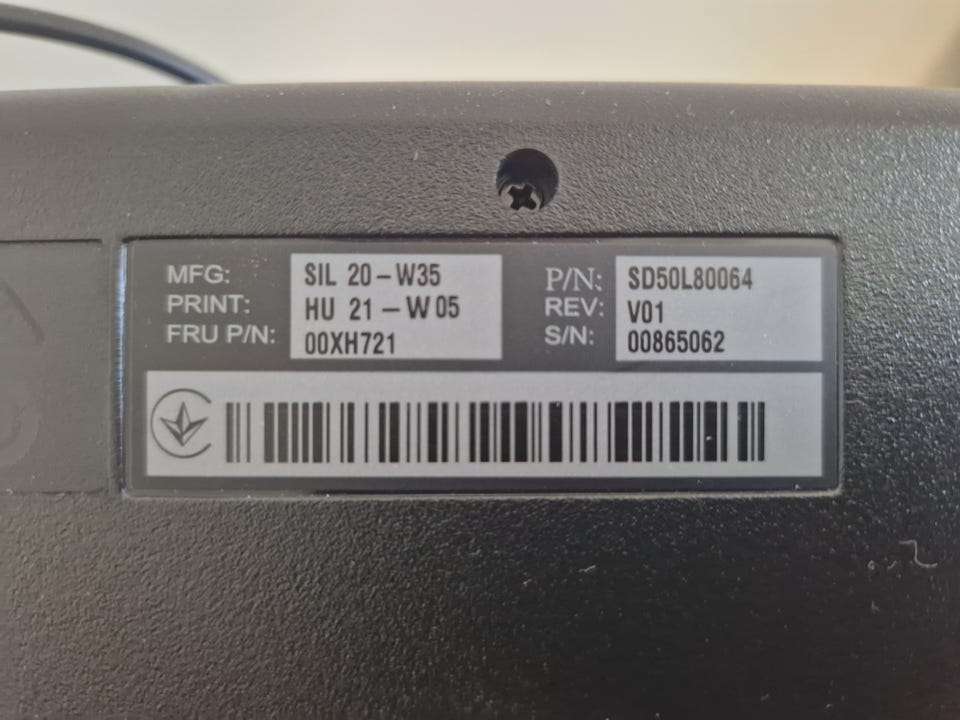 MFG: SIL 20-W35
PRINT: HU 21-W05
FRU P/N: 00XH721
P/N: SD50L80064
REV: V01
S/N: 00865062